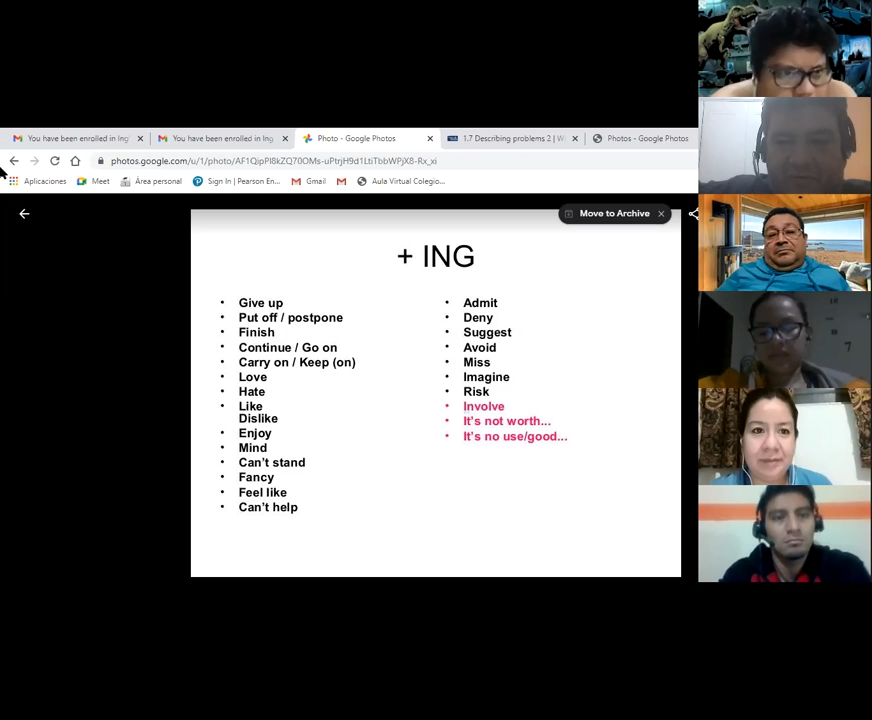 You have been enrolled in Ing
You have been enrolled in Ing
Photo - Google Photos
1.7 Describing problems 2 | W
Photos - Google Photos
photos.google.com/u/1/photo/AF1QipPI8kZQ70OMs-uPtrjH9d1LtiTbbWPjX8-Rx_xi
Aplicaciones
Meet
Área personal
Sign In | Pearson En...
Gmail
Aula Virtual Colegio...
Move to Archive
+ ING
• Give up
• Put off / postpone
• Finish
• Continue / Go on
• Carry on / Keep (on)
• Love
• Hate
• Like
Dislike
• Enjoy
• Mind
• Can't stand
• Fancy
• Feel like
• Can't help
• Admit
• Deny
• Suggest
• Avoid
• Miss
• Imagine
• Risk
• Involve
• It's not worth...
• It's no use/good...